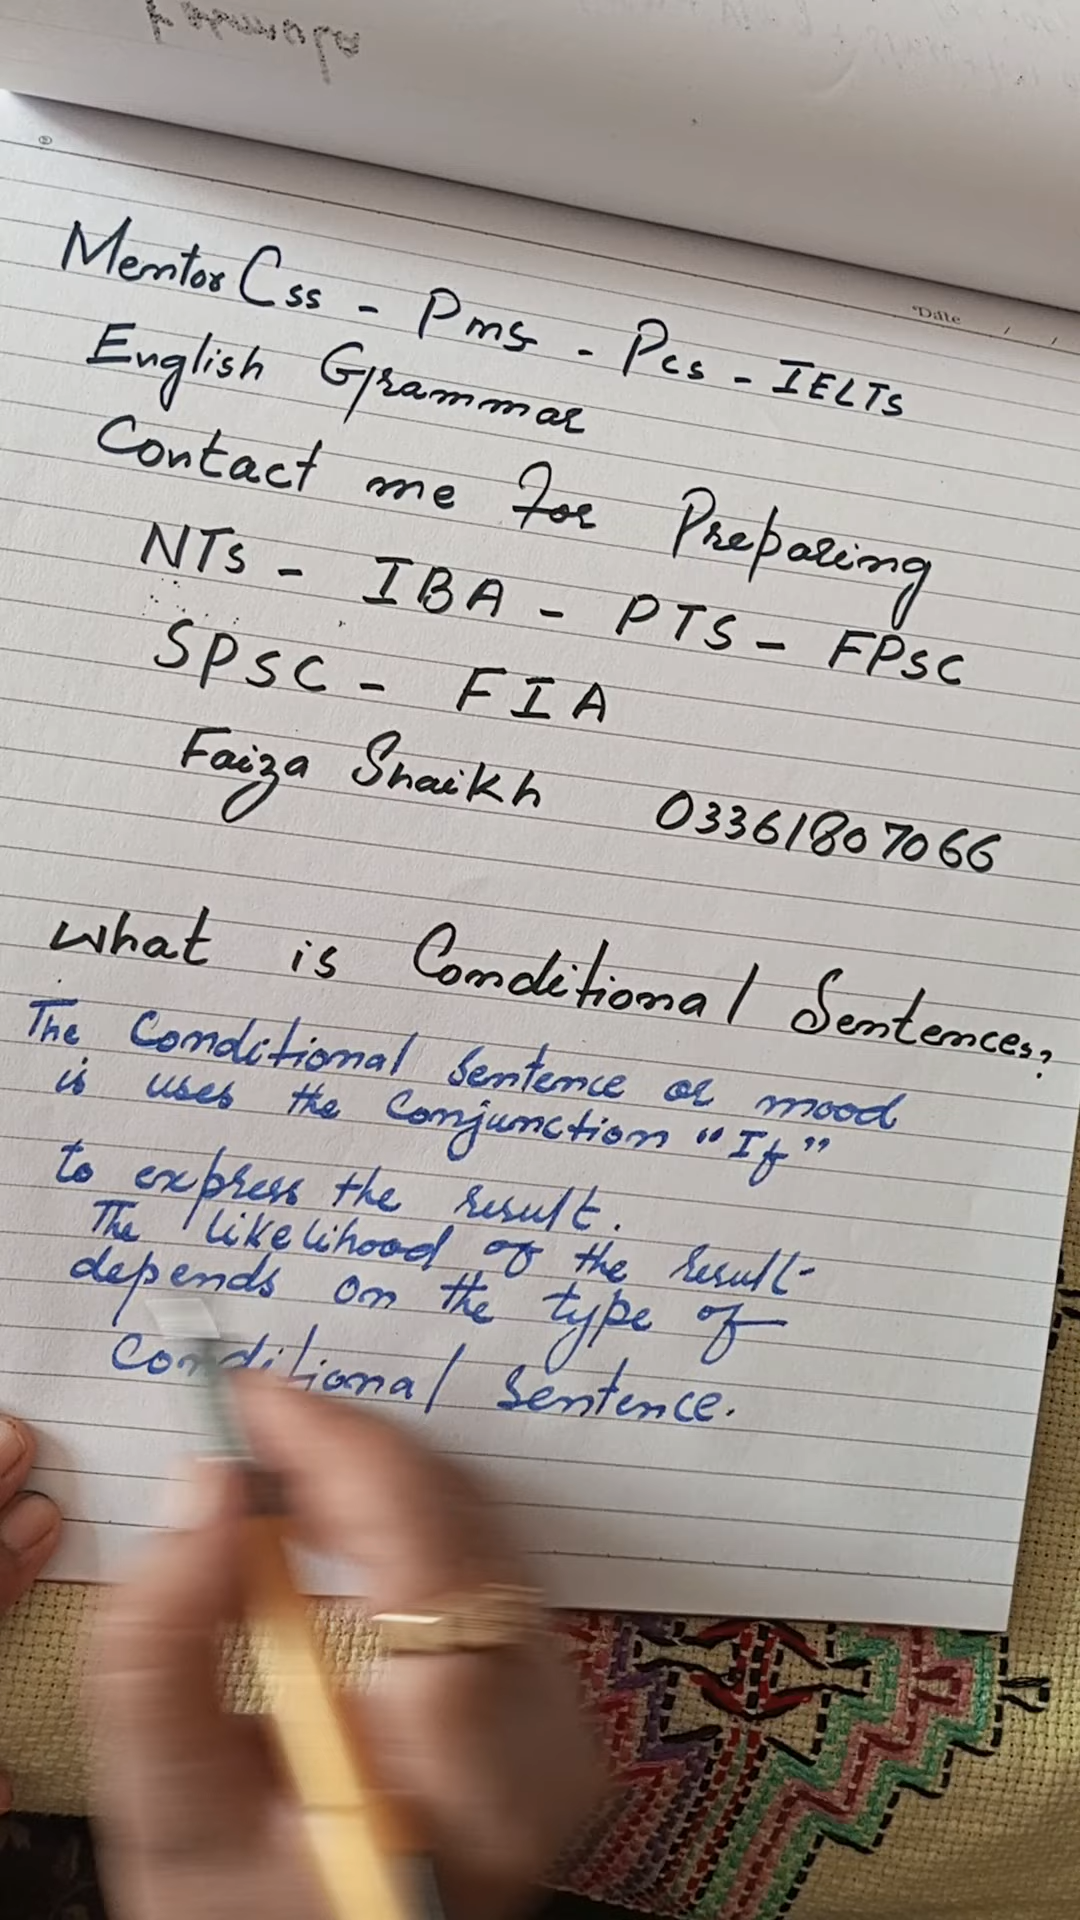 Mentor Css - Pms - Pcs - IELTS
English Grammar
Contact me For Preparing
NTs - IBA - PTS - FPSC
SPSC - FIA
Faiza Shaikh 03361807066
Date / /
What is Conditional Sentences?
The Conditional Sentence or mood
is uses the Conjunction "If"
to express the result.
The likelihood of the result
depends on the type of
Conditional Sentence.